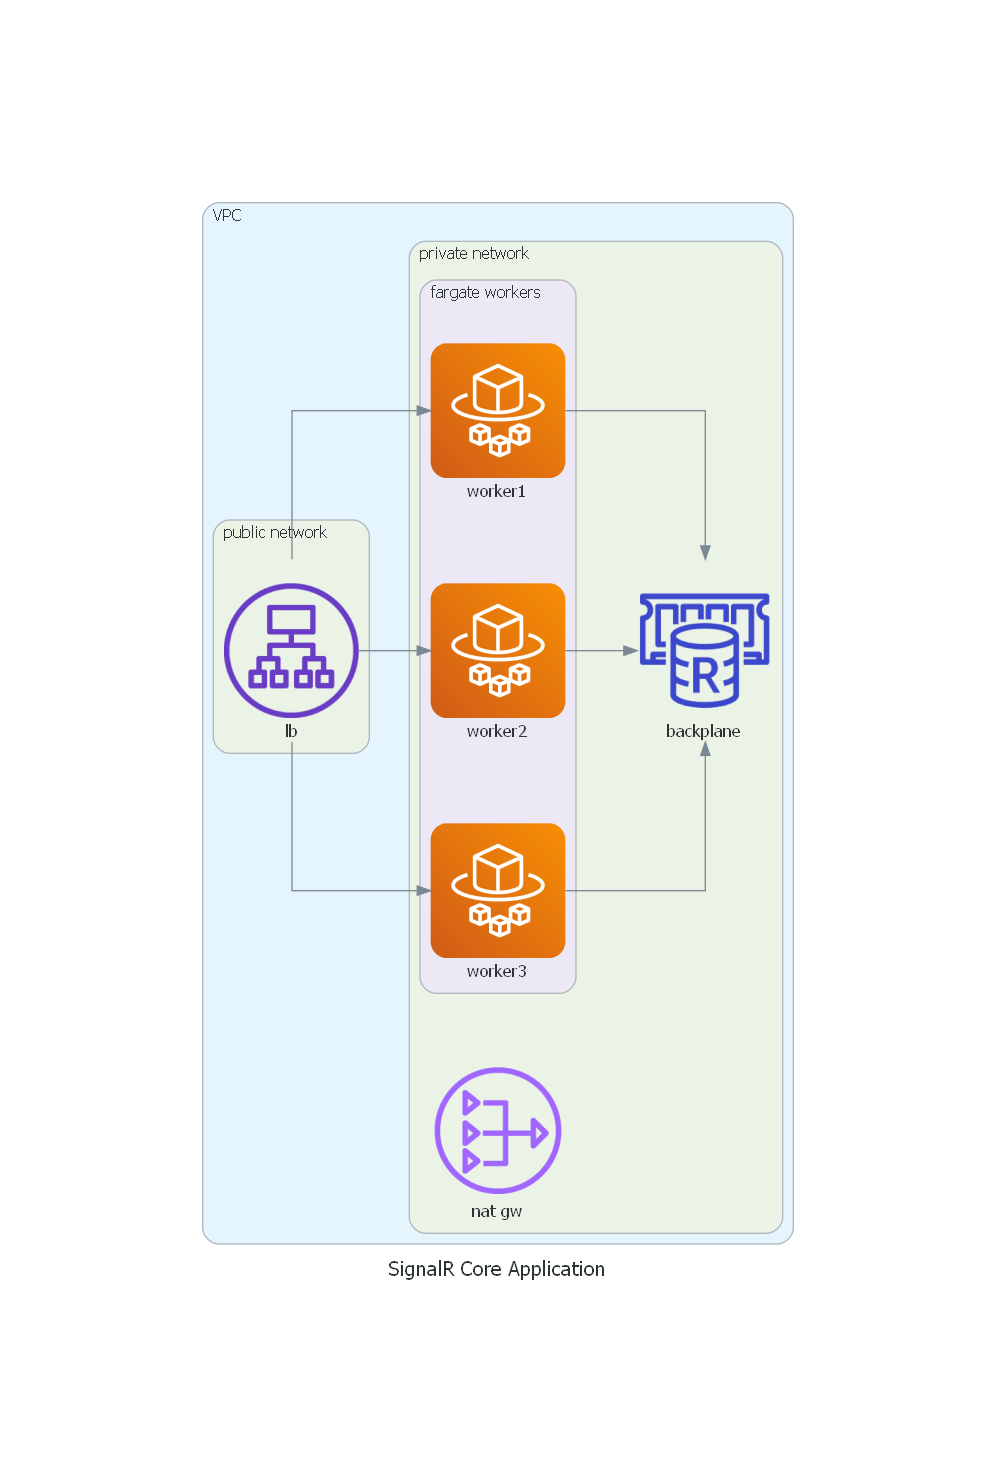 VPC
private network
fargate workers
worker1
public network
lb
worker2
R
backplane
worker3
nat gw
SignalR Core Application